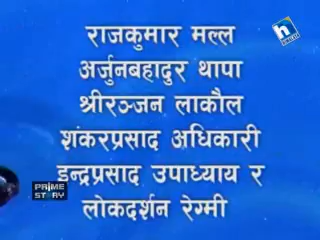 h
राजकुमार मल्ल
अर्जुनबहादुर थापा
श्रीरञ्जन लाकौल
शंकरप्रसाद अधिकारी
इन्द्रप्रसाद उपाध्याय र
लोकदर्शन रेग्मी
PRIME
STORY